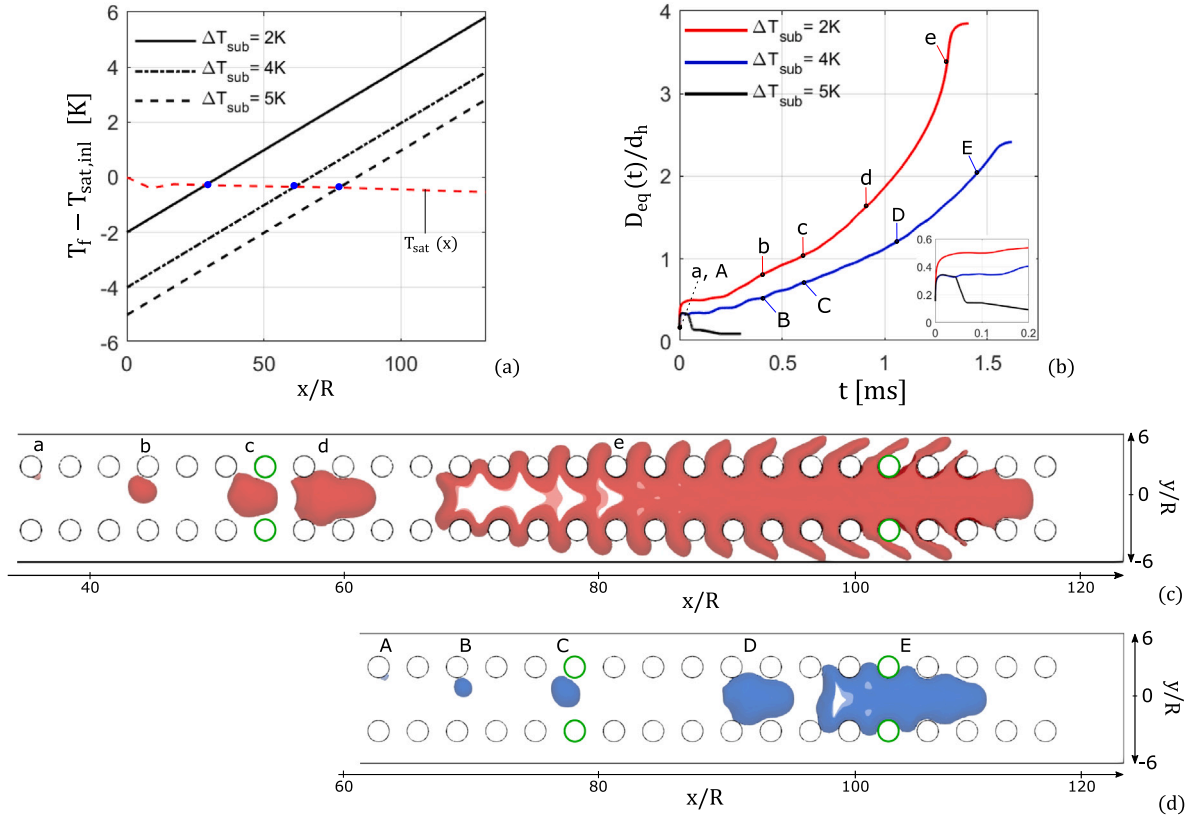 6
4
2
0
-2
-4
-6
0
50
100
T_f − T_sat,inl [K]
x/R
ΔT_sub = 2K
ΔT_sub = 4K
ΔT_sub = 5K
T_sat (x)
(a)
4
3
2
1
0
0
0.5
1
1.5
D_eq (t)/d_h
t [ms]
ΔT_sub = 2K
ΔT_sub = 4K
ΔT_sub = 5K
a, A
b
c
d
e
B
C
D
E
0.6
0.4
0.2
0
0
0.1
0.2
(b)
a
b
c
d
e
6
0
-6
y/R
40
60
80
100
120
x/R
(c)
A
B
C
D
E
6
0
-6
y/R
60
80
100
120
x/R
(d)